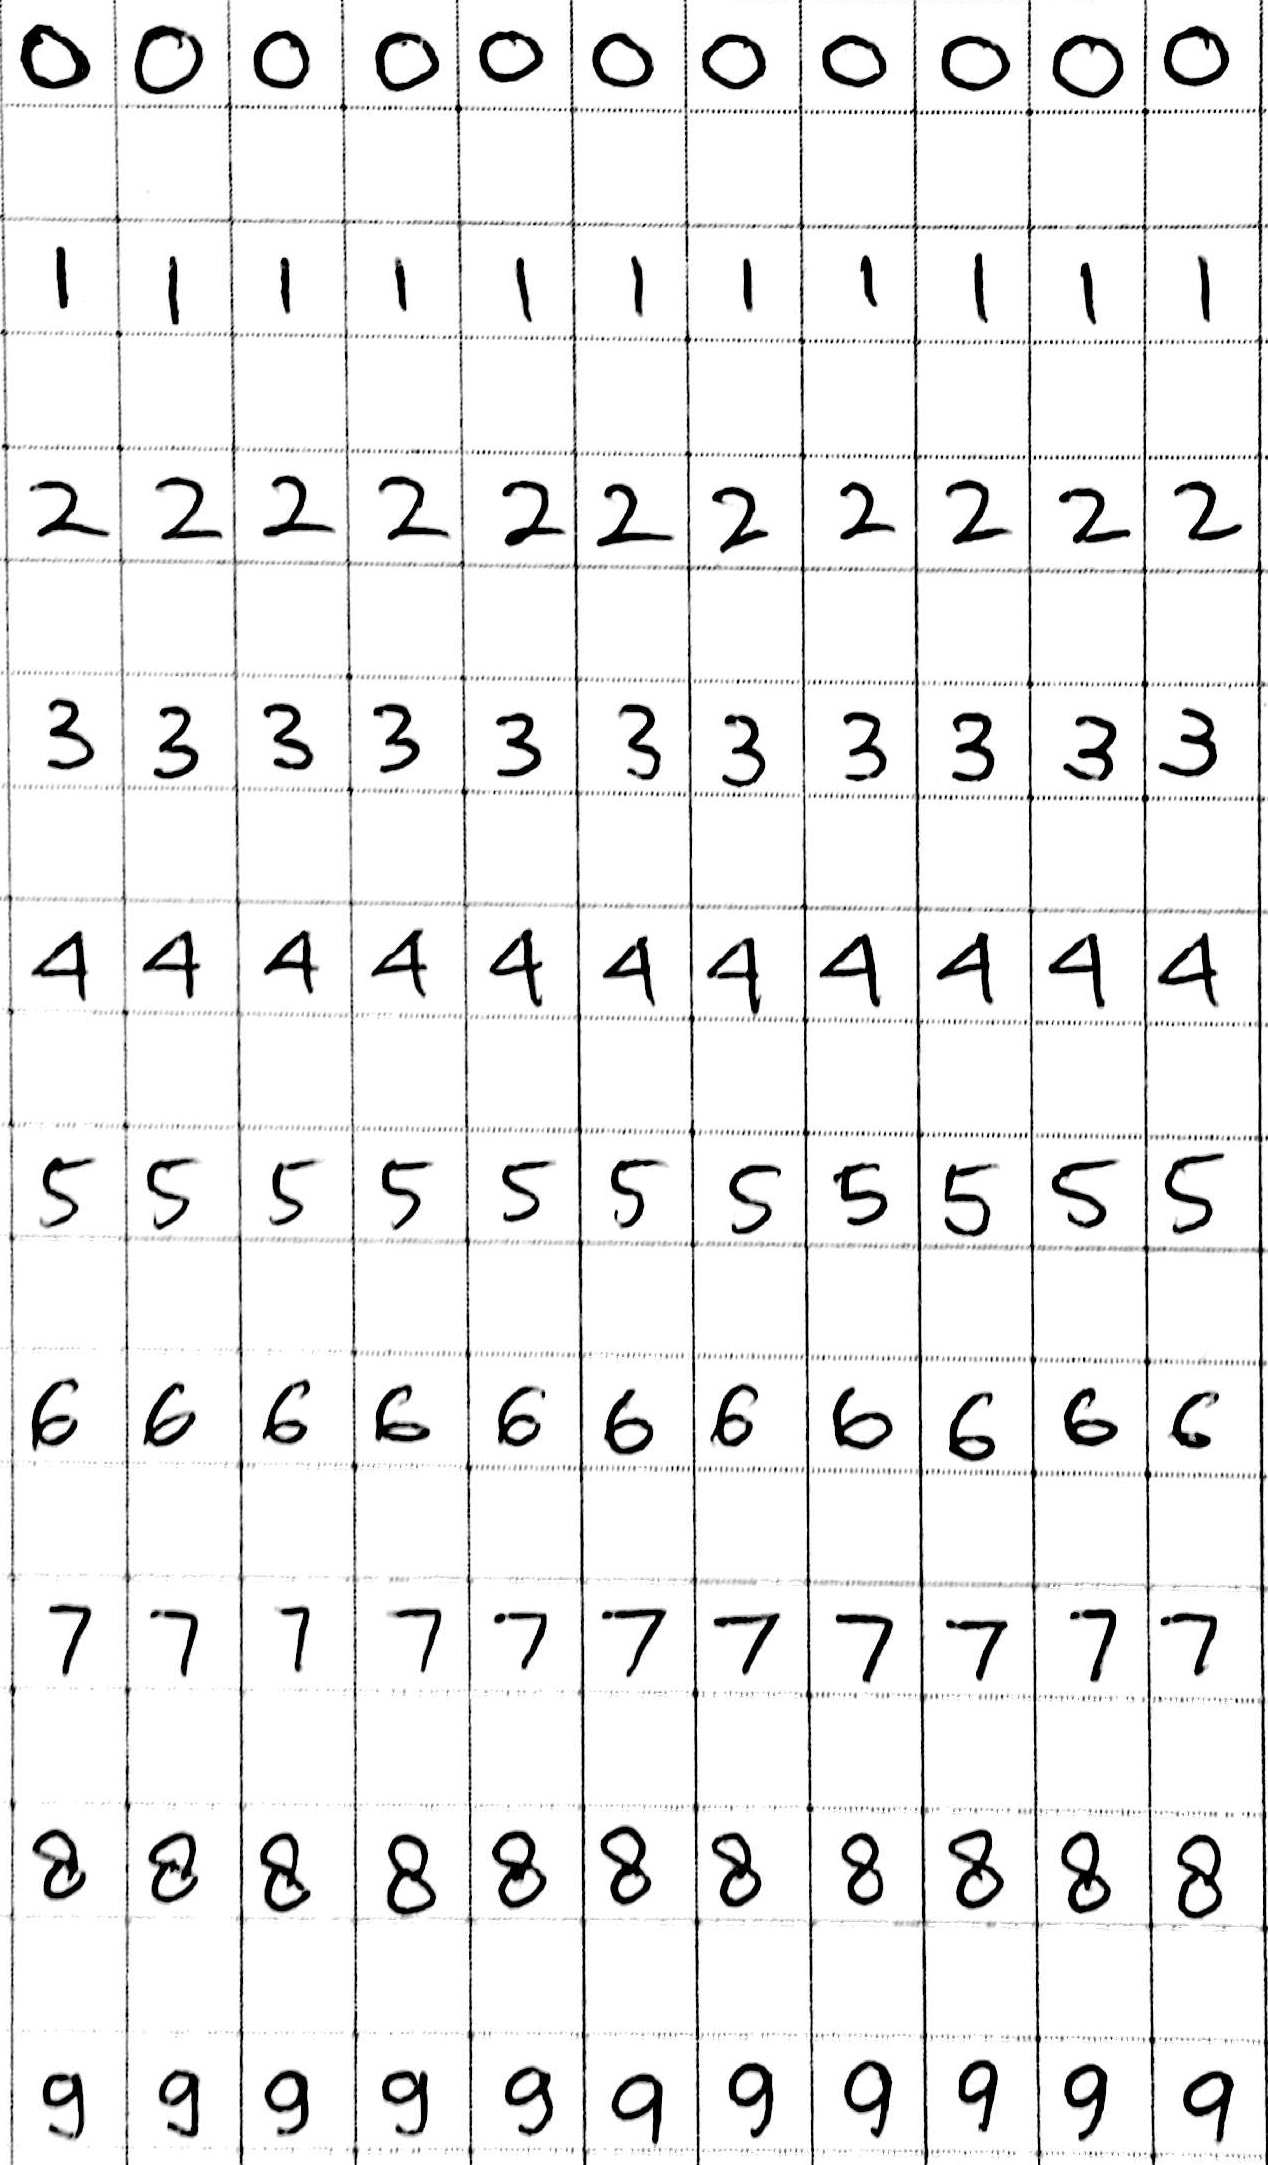 0 0 0 0 0 0 0 0 0 0 0
1 1 1 1 1 1 1 1 1 1 1
2 2 2 2 2 2 2 2 2 2 2
3 3 3 3 3 3 3 3 3 3 3
4 4 4 4 4 4 4 4 4 4 4
5 5 5 5 5 5 5 5 5 5 5
6 6 6 6 6 6 6 6 6 6 6
7 7 7 7 7 7 7 7 7 7 7
8 8 8 8 8 8 8 8 8 8 8
9 9 9 9 9 9 9 9 9 9 9